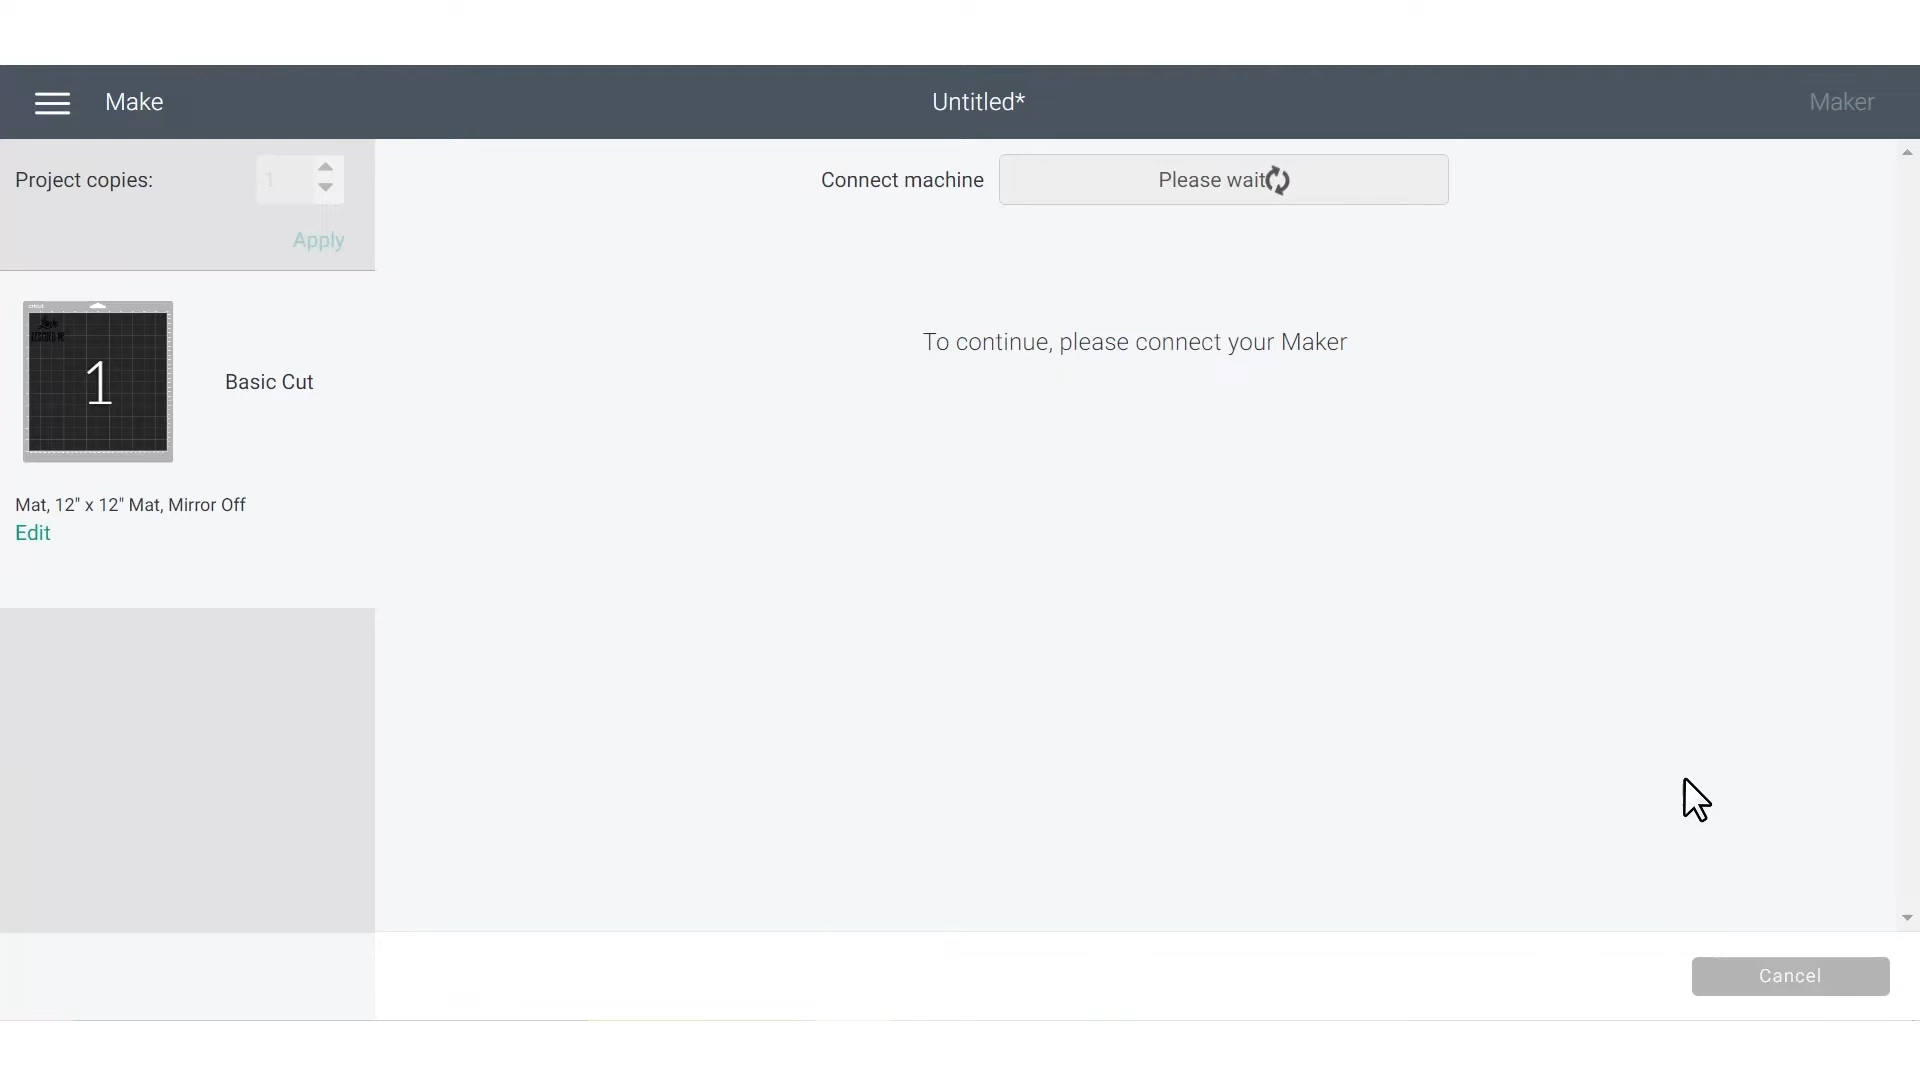 Make
Untitled*
Maker
Project copies:
1
Apply
Connect machine
Please wait
To continue, please connect your Maker
1
Basic Cut
Mat, 12" x 12" Mat, Mirror Off
Edit
Cancel